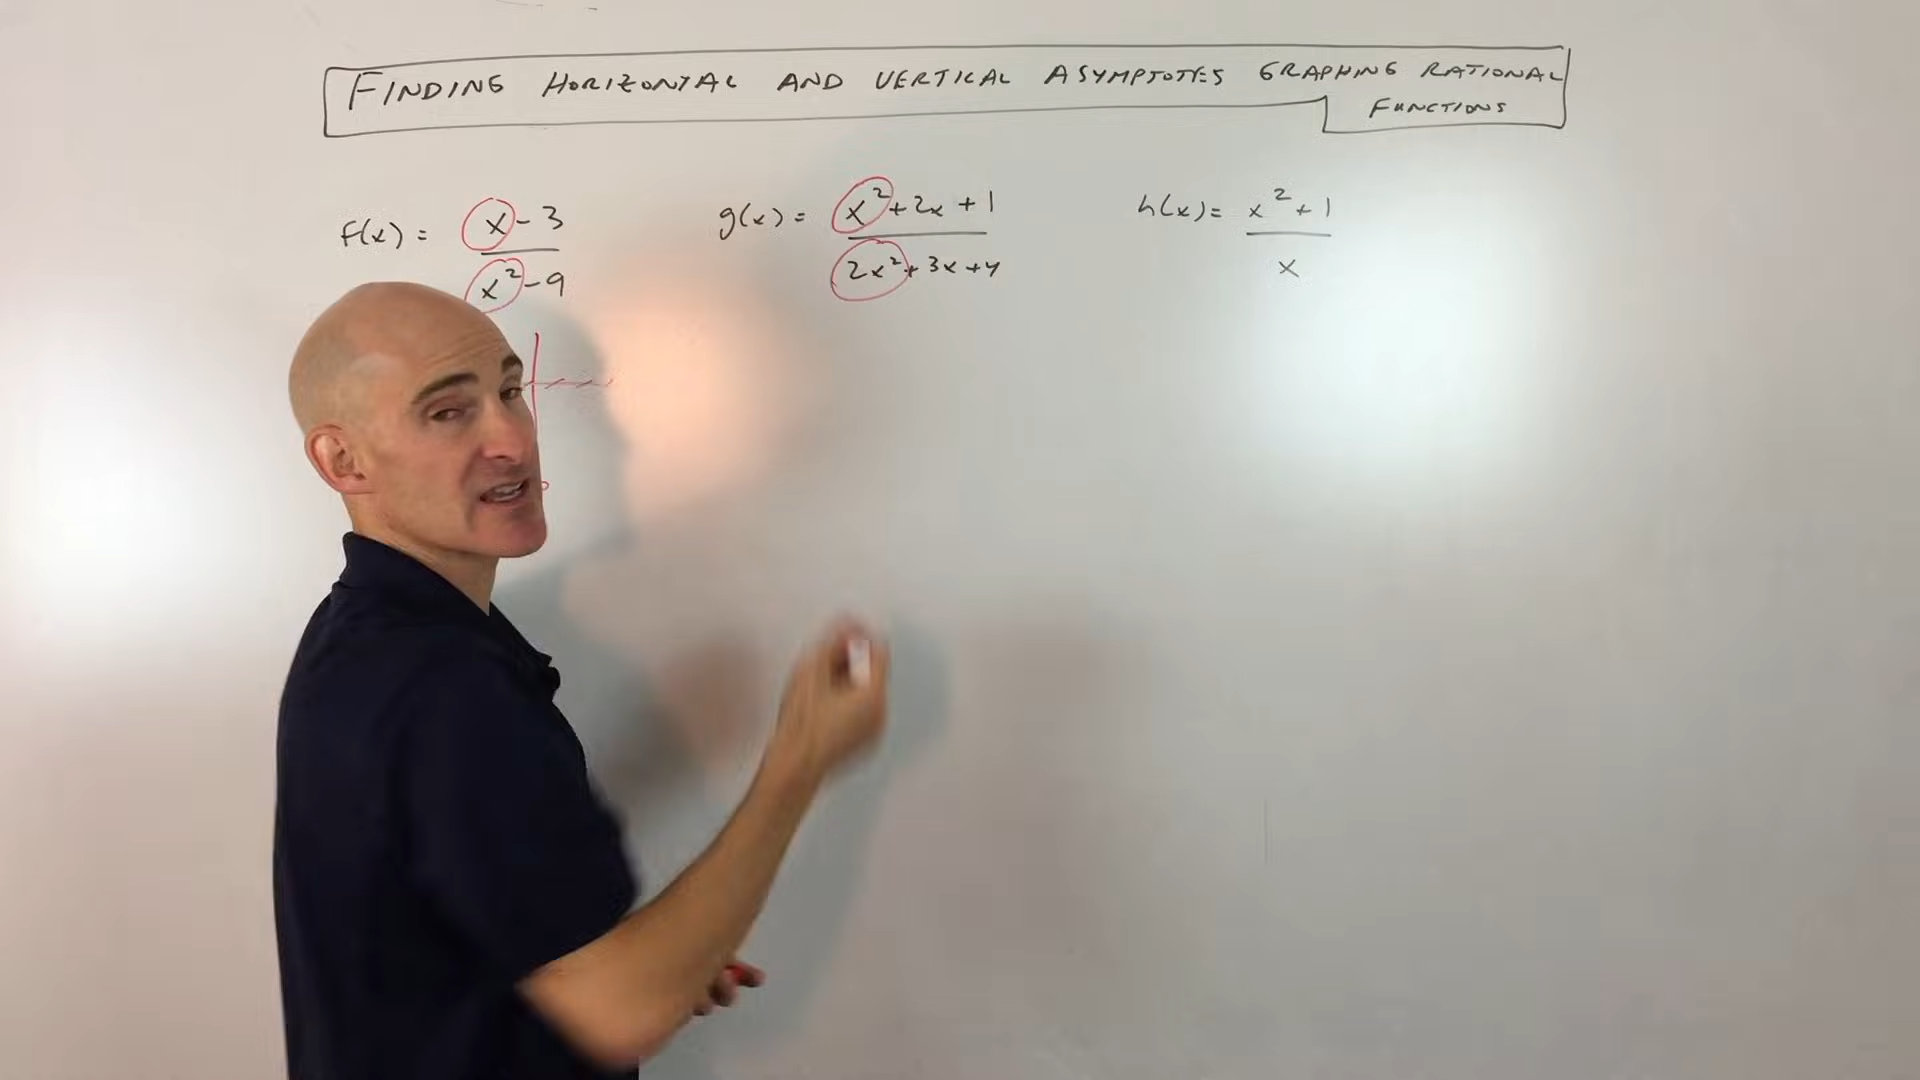 FINDING HORIZONTAL AND VERTICAL ASYMPTOTES GRAPHING RATIONAL
FUNCTIONS
f(x) = x - 3 / x² - 9
g(x) = x² + 2x + 1 / 2x² + 3x + 4
h(x) = x² + 1 / x